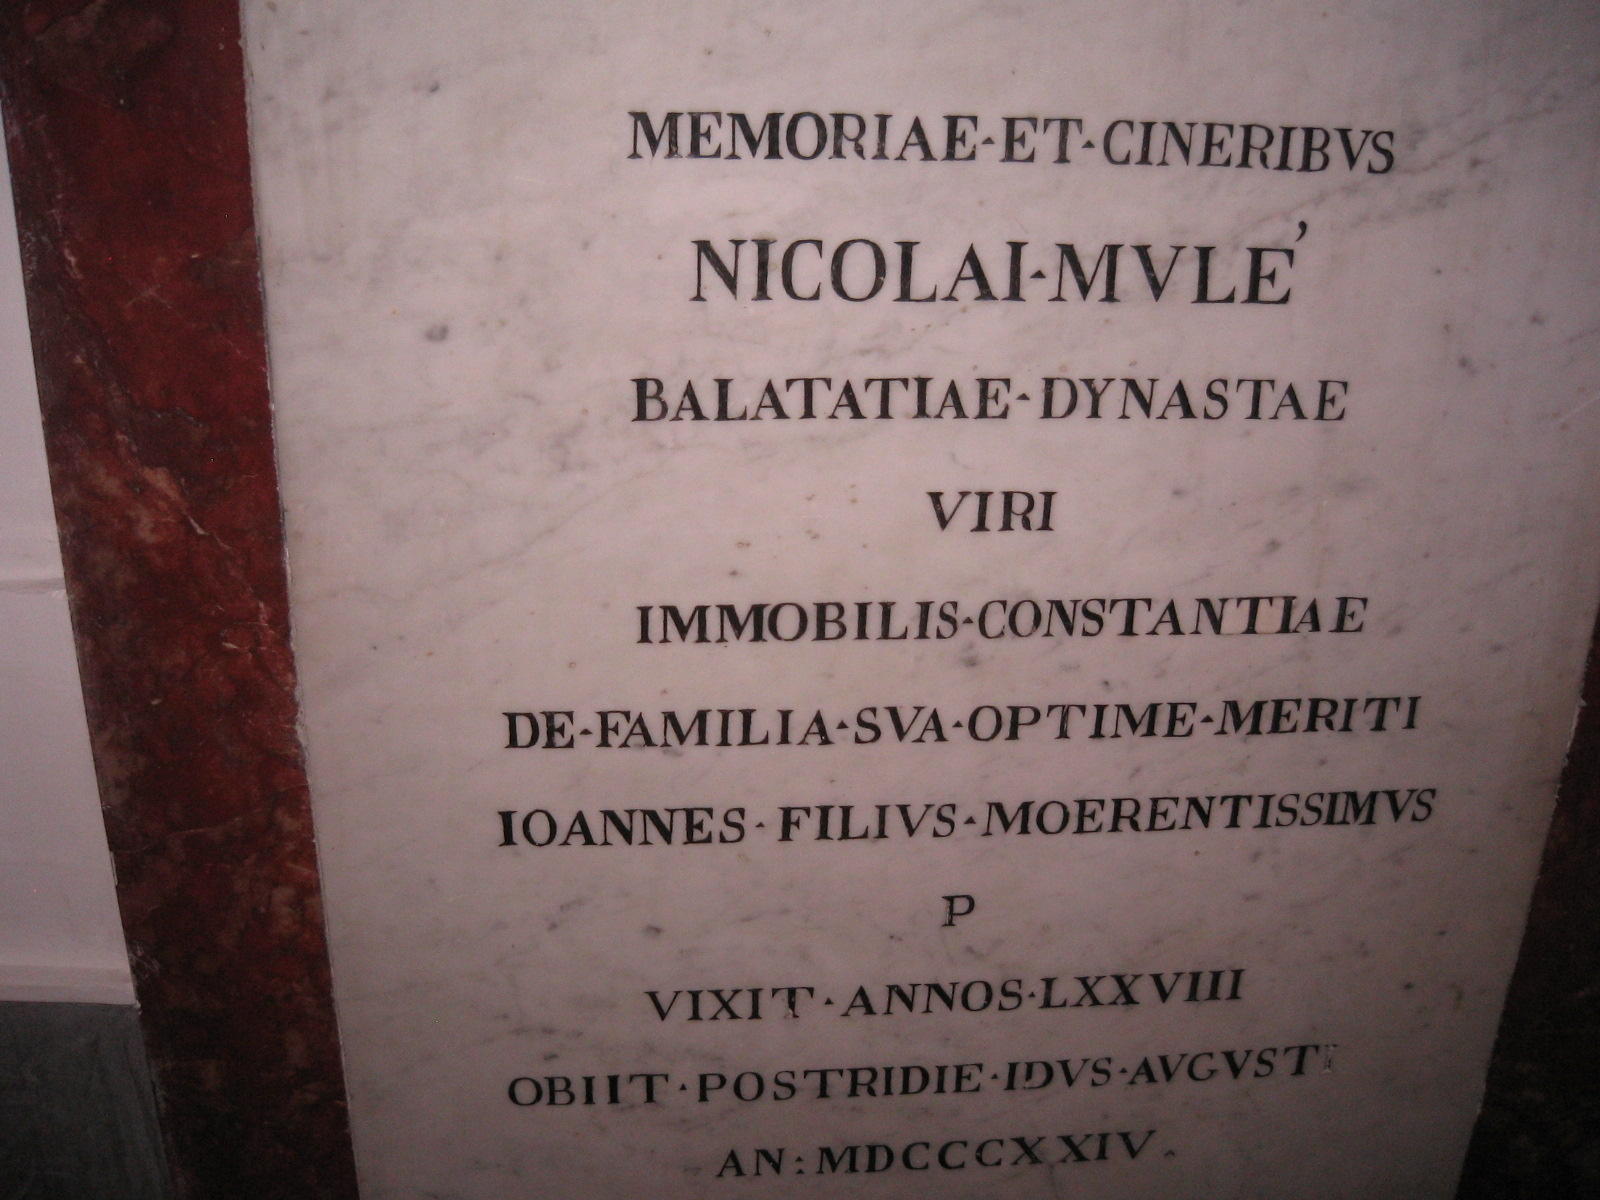 MEMORIAE·ET·CINERIBVS
NICOLAI·MVLE'
BALATATIAE·DYNASTAE
VIRI
IMMOBILIS·CONSTANTIAE
DE·FAMILIA·SVA·OPTIME·MERITI
IOANNES·FILIVS·MOERENTISSIMVS
P
VIXIT·ANNOS·LXXVIII
OBIIT·POSTRIDIE·IDVS·AVGVSTI
AN:MDCCCXXIV.